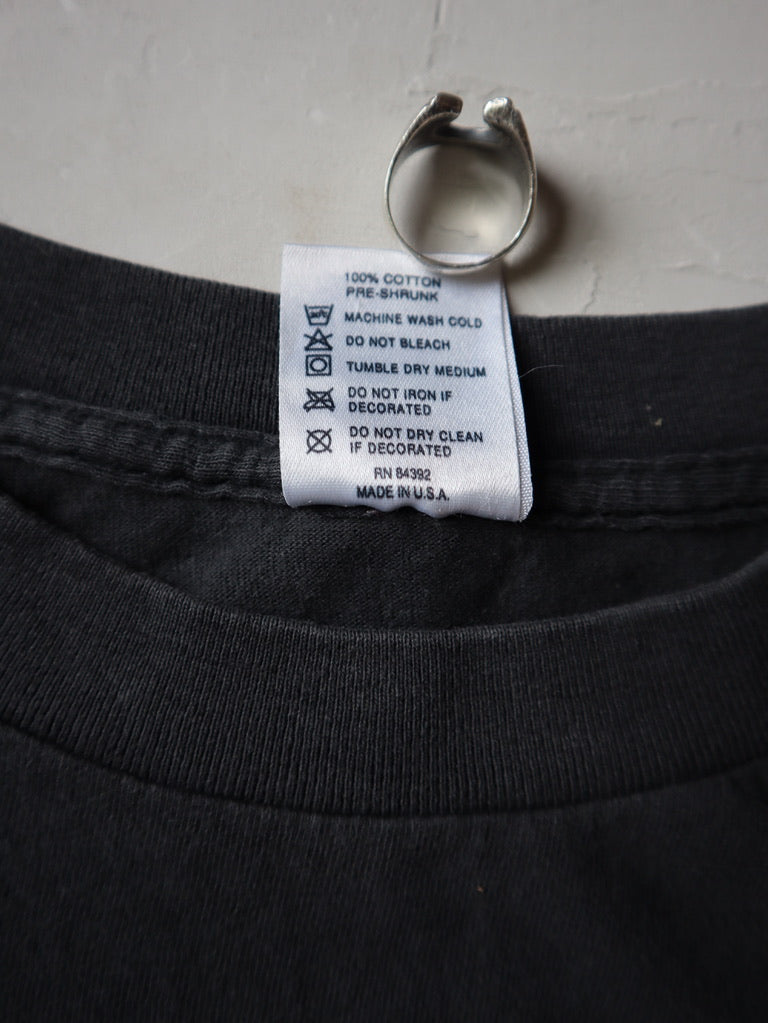 100% COTTON
PRE-SHRUNK
MACHINE WASH COLD
DO NOT BLEACH
TUMBLE DRY MEDIUM
DO NOT IRON IF
DECORATED
DO NOT DRY CLEAN
IF DECORATED
RN 84392
MADE IN U.S.A.